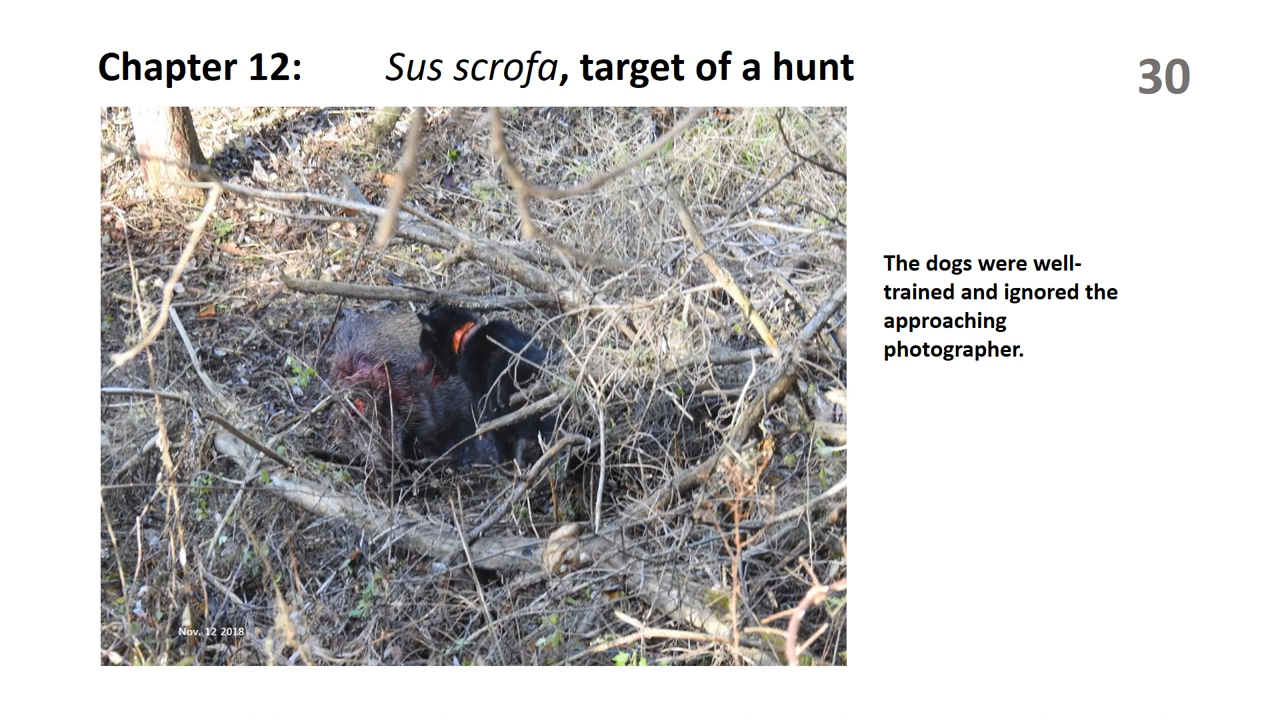 Chapter 12: Sus scrofa, target of a hunt
30
The dogs were well-
trained and ignored the
approaching
photographer.
Nov. 12 2018